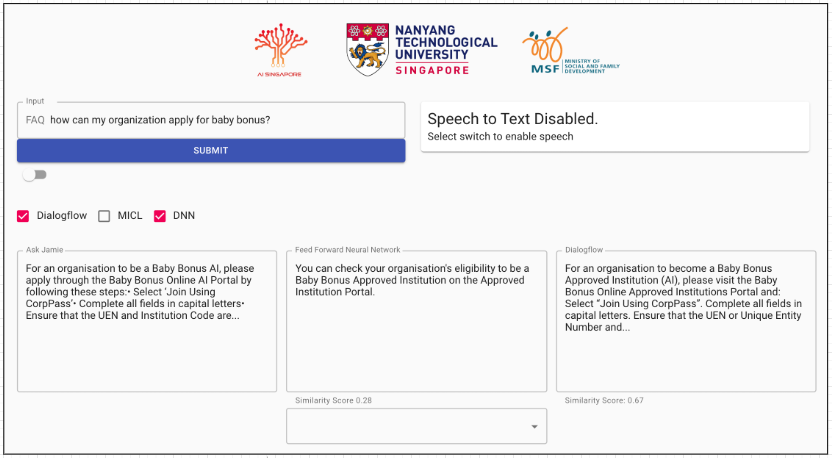 AI SINGAPORE
NANYANG
TECHNOLOGICAL
UNIVERSITY
SINGAPORE
MSF
MINISTRY OF
SOCIAL AND FAMILY
DEVELOPMENT
Input
FAQ how can my organization apply for baby bonus?
SUBMIT
Speech to Text Disabled.
Select switch to enable speech
Dialogflow MICL DNN
Ask Jamie
For an organisation to be a Baby Bonus AI, please
apply through the Baby Bonus Online AI Portal by
following these steps:• Select 'Join Using
CorpPass'• Complete all fields in capital letters•
Ensure that the UEN and Institution Code are...
Feed Forward Neural Network
You can check your organisation's eligibility to be a
Baby Bonus Approved Institution on the Approved
Institution Portal.
Similarity Score 0.28
Dialogflow
For an organisation to become a Baby Bonus
Approved Institution (AI), please visit the Baby
Bonus Online Approved Institutions Portal and:
Select “Join Using CorpPass”. Complete all fields in
capital letters. Ensure that the UEN or Unique Entity
Number and...
Similarity Score: 0.67